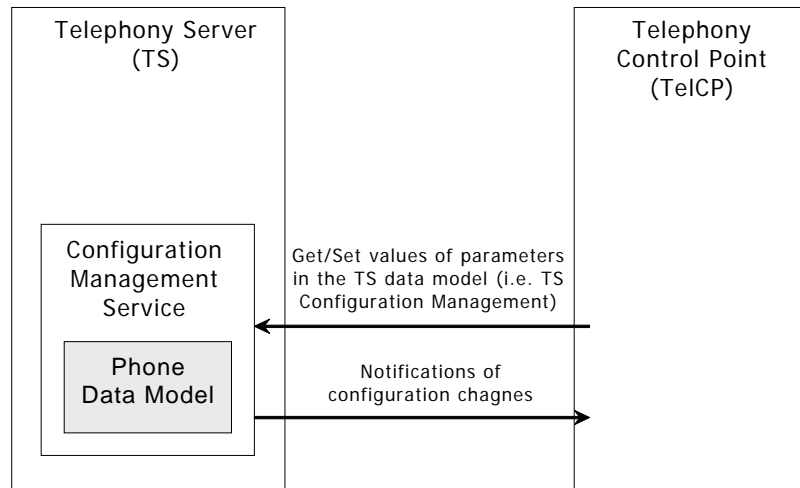 Telephony Server
(TS)
Telephony
Control Point
(TelCP)
Configuration
Management
Service
Get/Set values of parameters
in the TS data model (i.e. TS
Configuration Management)
Phone
Data Model
Notifications of
configuration chagnes